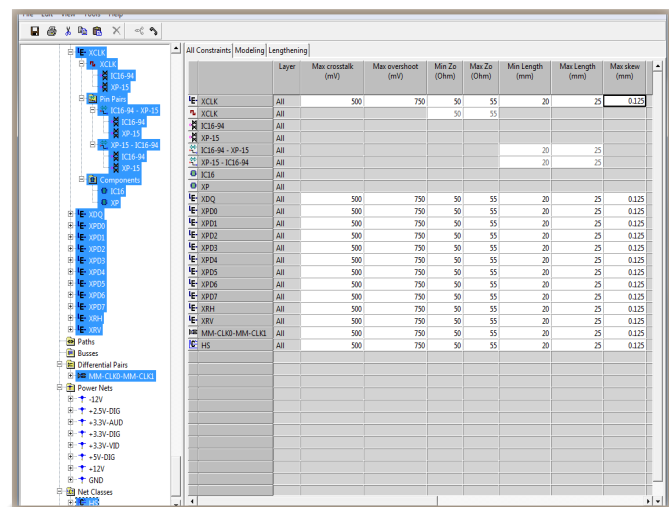 File Edit View Tools Help
All Constraints Modeling Lengthening
Layer Max crosstalk (mV) Max overshoot (mV) Min Zo (Ohm) Max Zo (Ohm) Min Length (mm) Max Length (mm) Max skew (mm)
XCLK
XCLK
IC16-94
XP-15
Pin Pairs
IC16-94 - XP-15
IC16-94
XP-15
XP-15 - IC16-94
IC16-94
XP-15
Components
IC16
XP
XDQ
XPD0
XPD1
XPD2
XPD3
XPD4
XPD5
XPD6
XPD7
XRH
XRV
Paths
Busses
Differential Pairs
MM-CLK0-MM-CLK1
Power Nets
-12V
+2.5V-DIG
+3.3V-AUD
+3.3V-DIG
+3.3V-VID
+5V-DIG
+12V
GND
Net Classes
HS
XCLK All 500 750 50 55 20 25 0.125
XCLK All 50 55
IC16-94 All
XP-15 All
IC16-94 - XP-15 All 20 25
XP-15 - IC16-94 All 20 25
IC16 All
XP All
XDQ All 500 750 50 55 20 25 0.125
XPD0 All 500 750 50 55 20 25 0.125
XPD1 All 500 750 50 55 20 25 0.125
XPD2 All 500 750 50 55 20 25 0.125
XPD3 All 500 750 50 55 20 25 0.125
XPD4 All 500 750 50 55 20 25 0.125
XPD5 All 500 750 50 55 20 25 0.125
XPD6 All 500 750 50 55 20 25 0.125
XPD7 All 500 750 50 55 20 25 0.125
XRH All 500 750 50 55 20 25 0.125
XRV All 500 750 50 55 20 25 0.125
MM-CLK0-MM-CLK1 All 500 750 50 55 20 25 0.125
HS All 500 750 50 55 20 25 0.125